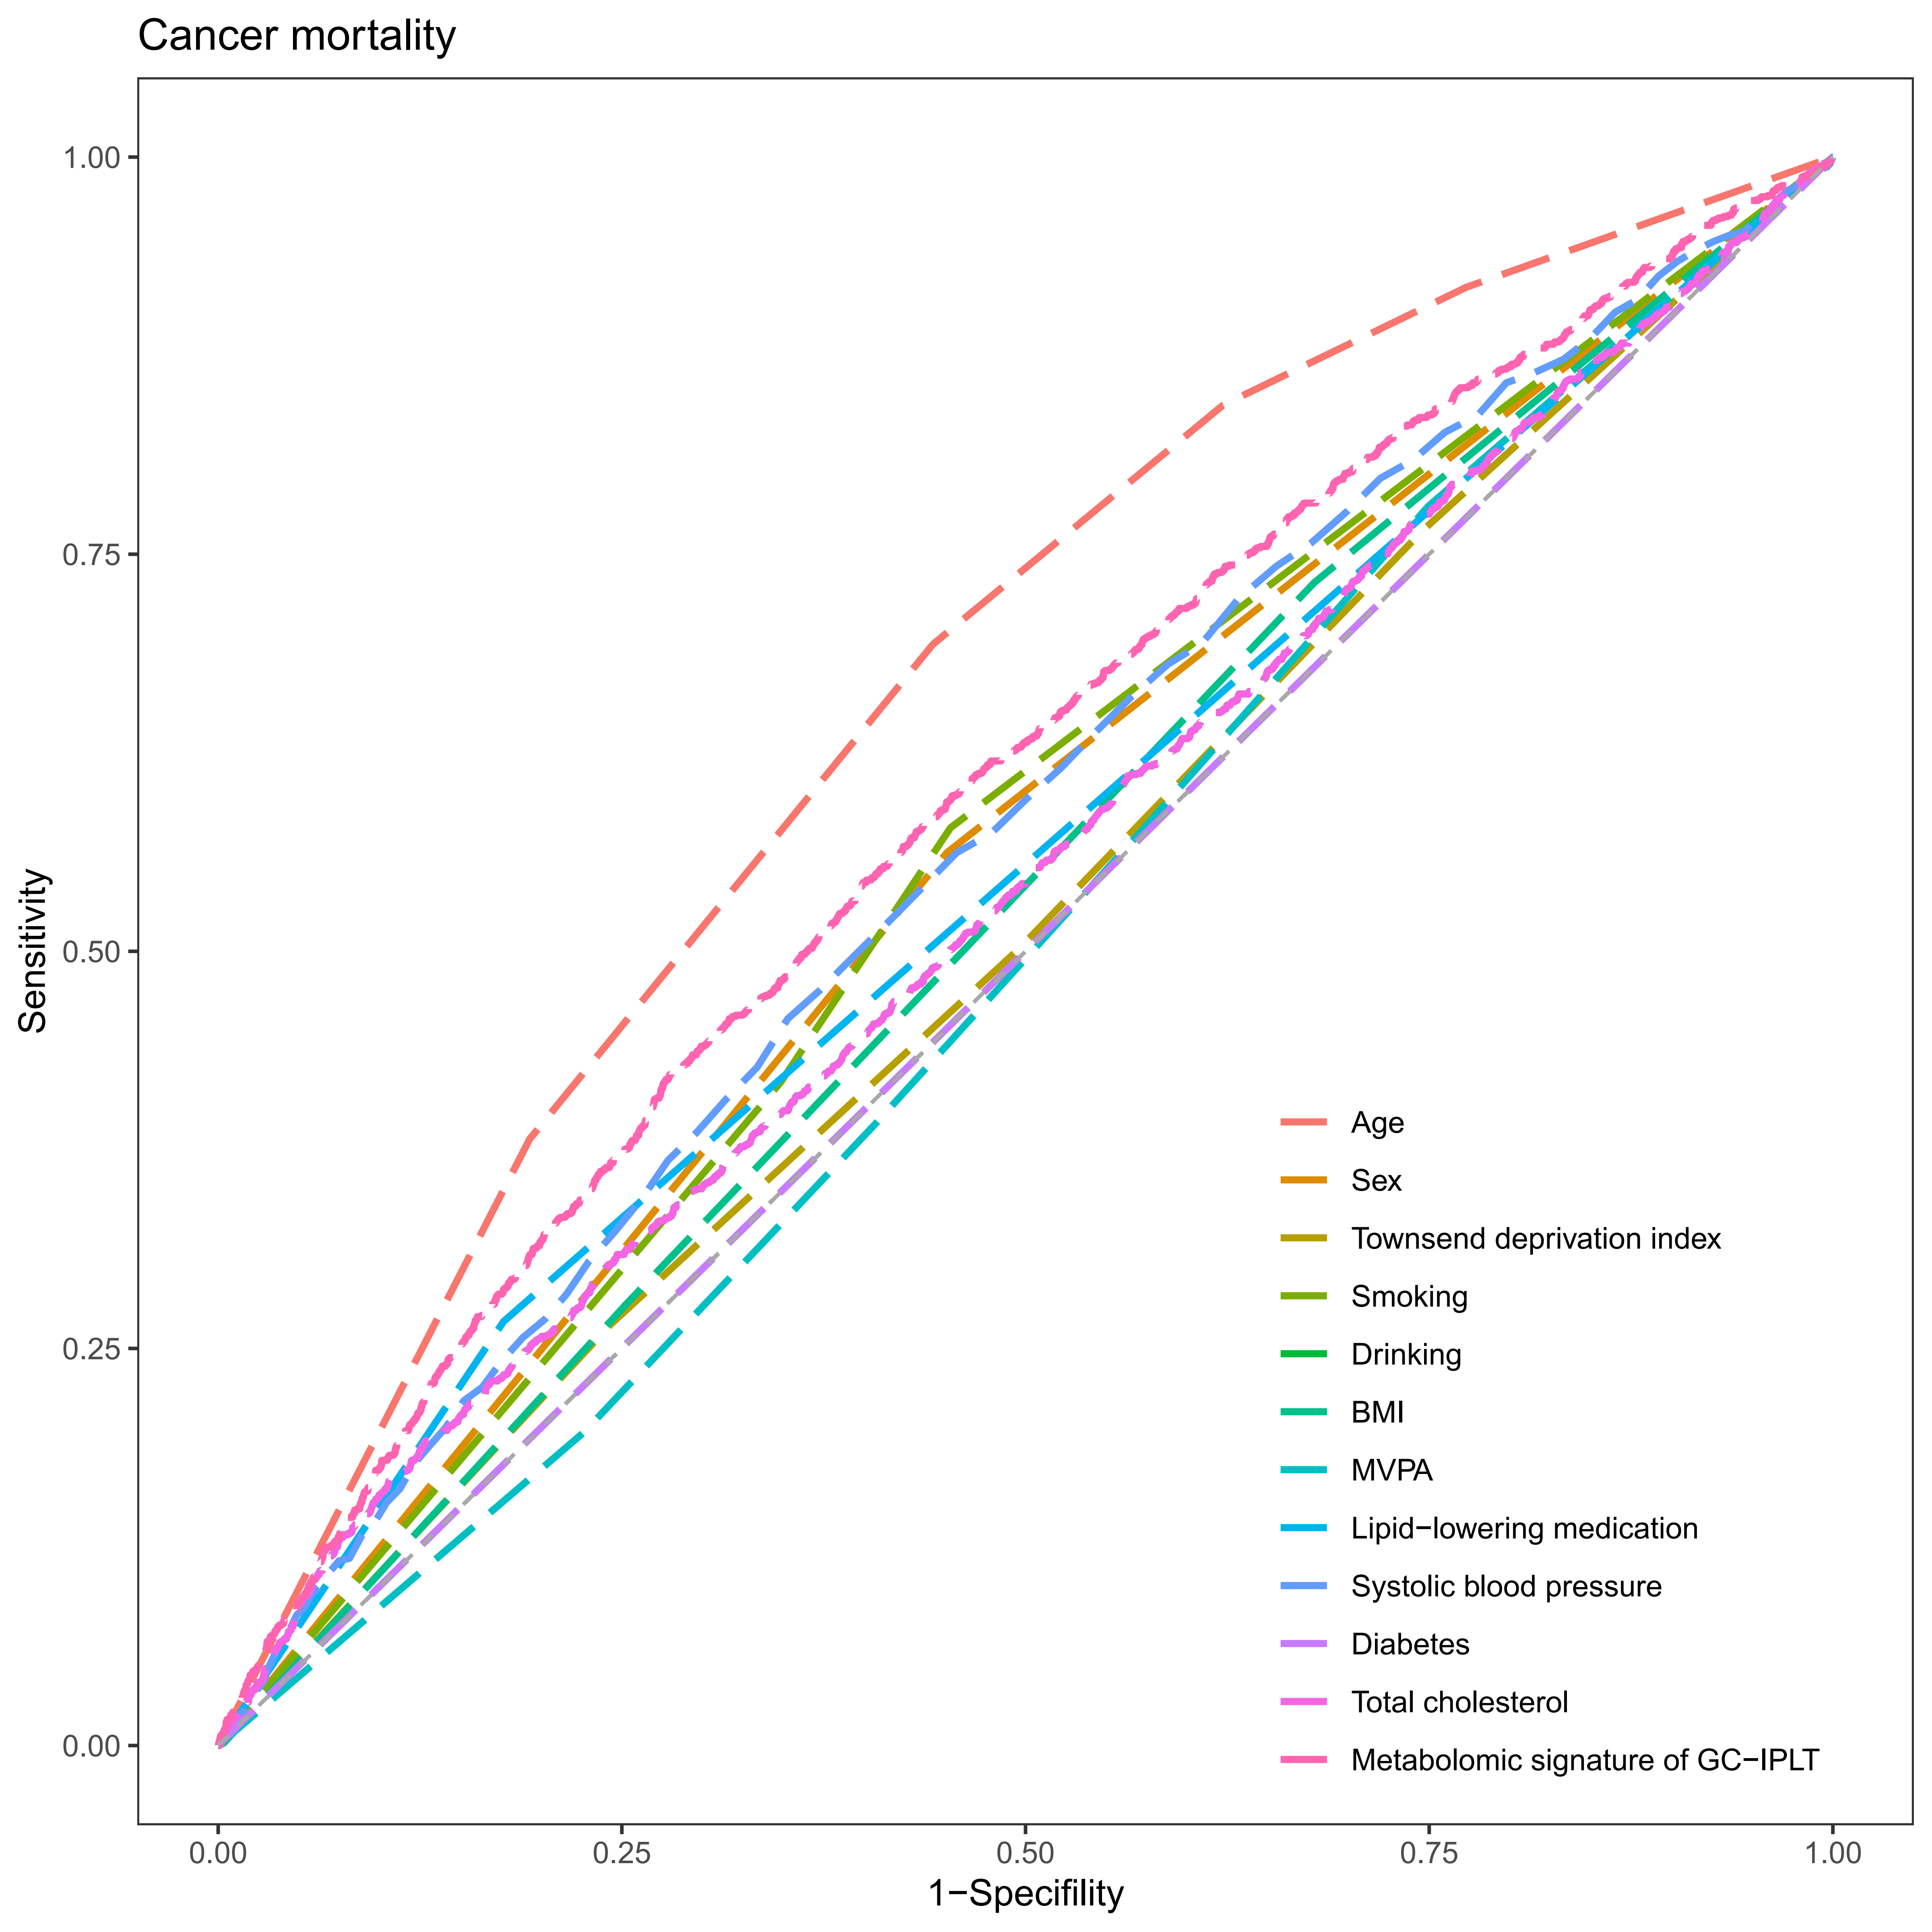 Cancer mortality
1.00
0.75
0.50
0.25
0.00
Sensitivity
Age
Sex
Townsend deprivation index
Smoking
Drinking
BMI
MVPA
Lipid−lowering medication
Systolic blood pressure
Diabetes
Total cholesterol
Metabolomic signature of GC−IPLT
0.00 0.25 0.50 0.75 1.00
1−Specifility